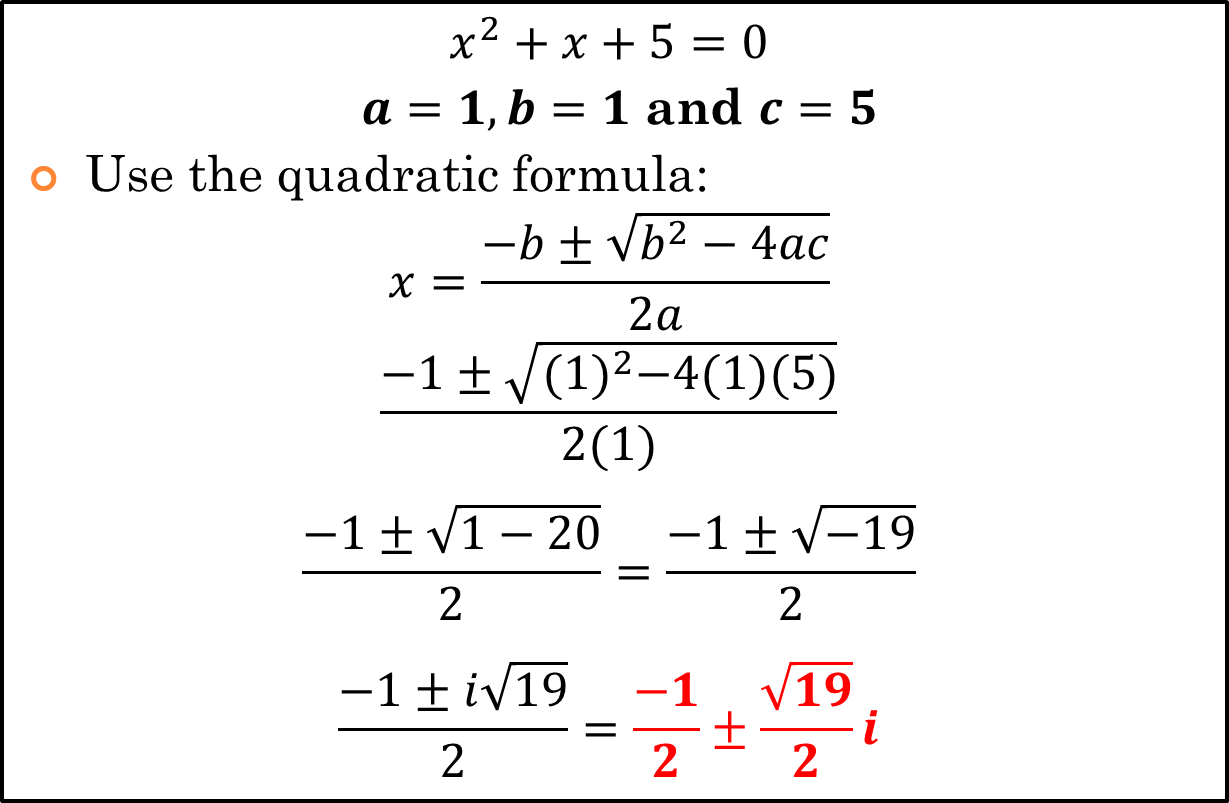 x² + x + 5 = 0
a = 1, b = 1 and c = 5
Use the quadratic formula:
x = (−b ± √(b² − 4ac)) / (2a)
(−1 ± √((1)²−4(1)(5))) / (2(1))
(−1 ± √(1 − 20)) / 2 = (−1 ± √(−19)) / 2
(−1 ± i√19) / 2 = −1/2 ± (√19/2) i